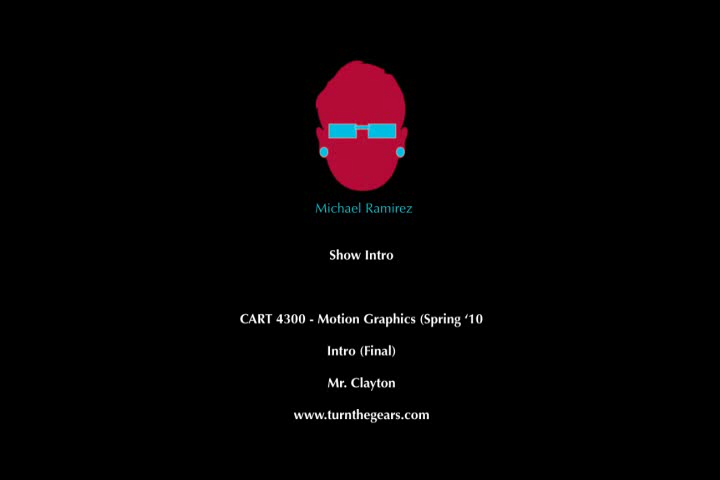 Michael Ramirez
Show Intro
CART 4300 - Motion Graphics (Spring ‘10
Intro (Final)
Mr. Clayton
www.turnthegears.com